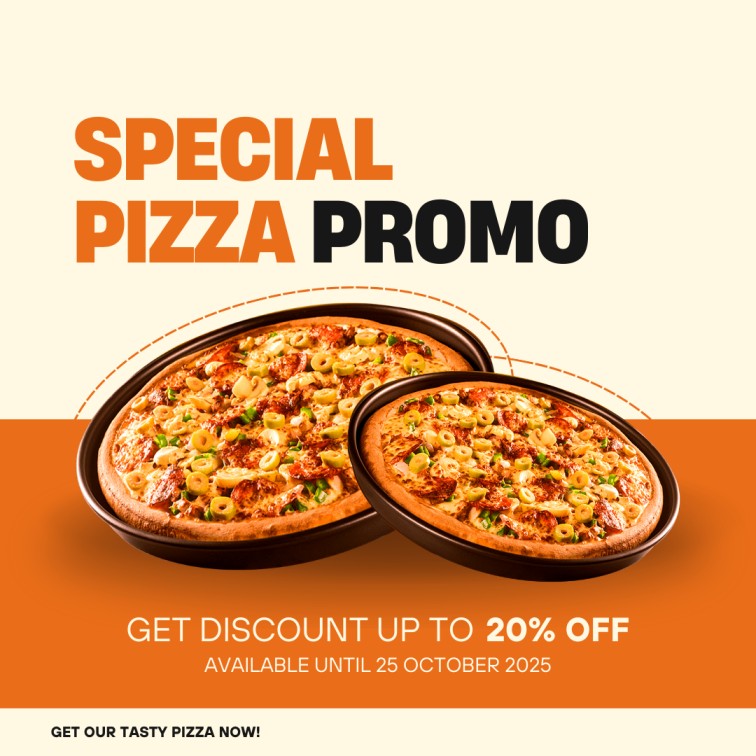 SPECIAL
PIZZA PROMO
GET DISCOUNT UP TO 20% OFF
AVAILABLE UNTIL 25 OCTOBER 2025
GET OUR TASTY PIZZA NOW!